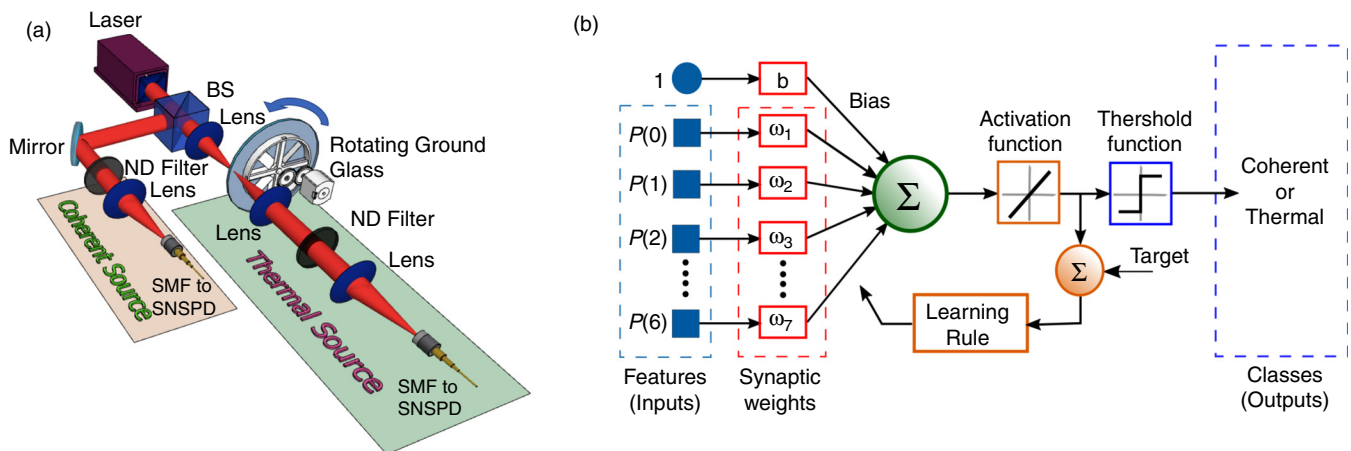 (a)
Laser
BS
Lens
Mirror
Rotating Ground
Glass
ND Filter
Lens
ND Filter
Lens
Lens
Coherent Source
SMF to
SNSPD
Thermal Source
SMF to
SNSPD
(b)
1
b
Bias
P(0)
ω1
P(1)
ω2
P(2)
ω3
P(6)
ω7
Σ
Activation
function
Thershold
function
Coherent
or
Thermal
Σ
Target
Learning
Rule
Features
(Inputs)
Synaptic
weights
Classes
(Outputs)